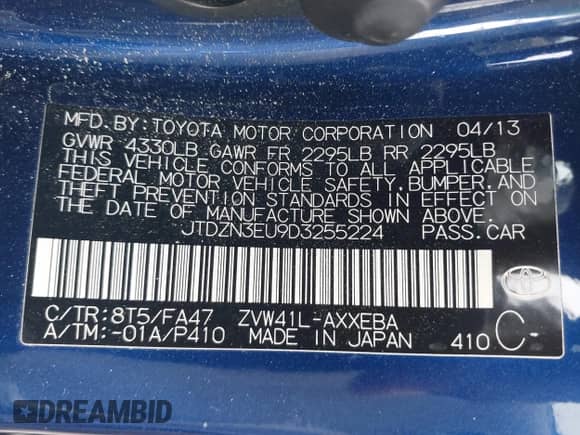 MFD.BY:TOYOTA MOTOR CORPORATION 04/13
GVWR 4330LB GAWR FR 2295LB RR 2295LB
THIS VEHICLE CONFORMS TO ALL APPLICABLE
FEDERAL MOTOR VEHICLE SAFETY,BUMPER,AND
THEFT PREVENTION STANDARDS IN EFFECT ON
THE DATE OF MANUFACTURE SHOWN ABOVE.
JTDZN3EU9D3255224 PASS.CAR
C/TR:8T5/FA47 ZVW41L-AXXEBA
A/TM:-01A/P410 MADE IN JAPAN 410 C-
DREAMBID